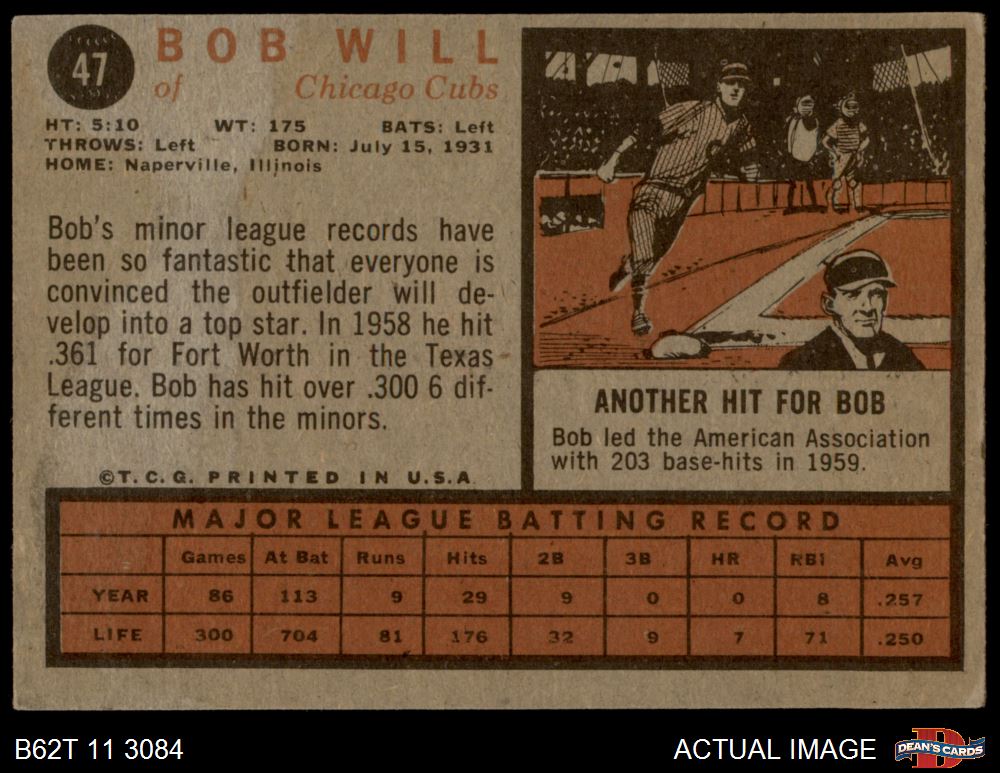 47
BOB WILL
of Chicago Cubs
HT: 5:10 WT: 175 BATS: Left
THROWS: Left BORN: July 15, 1931
HOME: Naperville, Illinois
Bob's minor league records have
been so fantastic that everyone is
convinced the outfielder will de-
velop into a top star. In 1958 he hit
.361 for Fort Worth in the Texas
League. Bob has hit over .300 6 dif-
ferent times in the minors.
©T.C.G. PRINTED IN U.S.A.
ANOTHER HIT FOR BOB
Bob led the American Association
with 203 base-hits in 1959.
MAJOR LEAGUE BATTING RECORD
Games At Bat Runs Hits 2B 3B HR RBI Avg
YEAR 86 113 9 29 9 0 0 8 .257
LIFE 300 704 81 176 32 9 7 71 .250
B62T 11 3084
ACTUAL IMAGE
D
DEAN'S CARDS